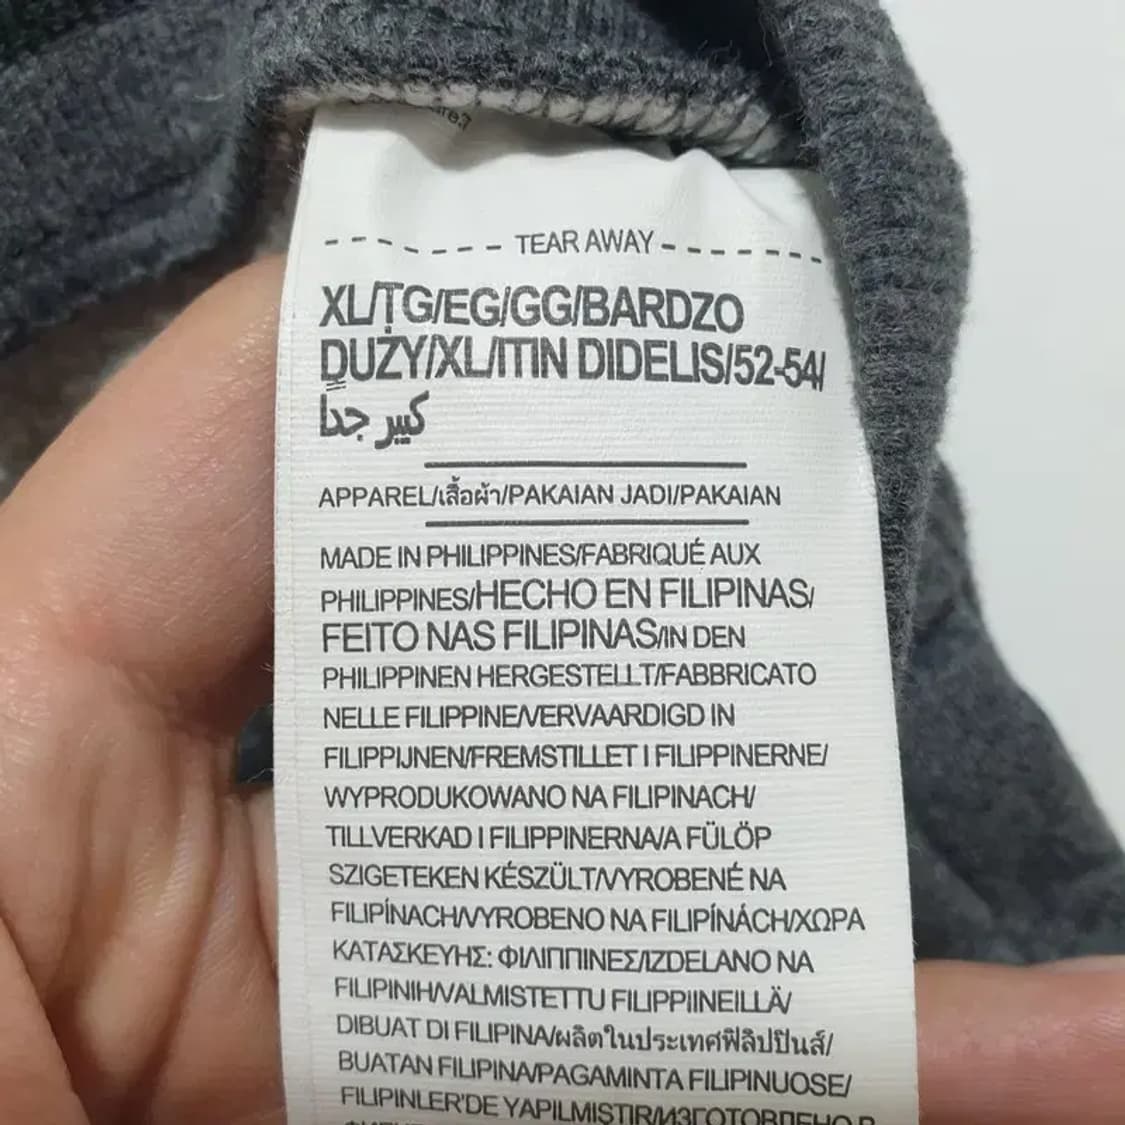 TEAR AWAY
XL/ȚG/EG/GG/BARDZO
DUŻY/XL/ITIN DIDELIS/52-54/
كبير جداً
APPAREL/เสื้อผ้า/PAKAIAN JADI/PAKAIAN
MADE IN PHILIPPINES/FABRIQUÉ AUX
PHILIPPINES/HECHO EN FILIPINAS/
FEITO NAS FILIPINAS/IN DEN
PHILIPPINEN HERGESTELLT/FABBRICATO
NELLE FILIPPINE/VERVAARDIGD IN
FILIPPIJNEN/FREMSTILLET I FILIPPINERNE/
WYPRODUKOWANO NA FILIPINACH/
TILLVERKAD I FILIPPINERNA/A FÜLÖP
SZIGETEKEN KÉSZÜLT/VYROBENÉ NA
FILIPÍNACH/VYROBENO NA FILIPÍNÁCH/ΧΩΡΑ
ΚΑΤΑΣΚΕΥΗΣ: ΦΙΛΙΠΠΙΝΕΣ/IZDELANO NA
FILIPINIH/VALMISTETTU FILIPPIINEILLÄ/
DIBUAT DI FILIPINA/ผลิตในประเทศฟิลิปปินส์/
BUATAN FILIPINA/PAGAMINTA FILIPINUOSE/
FILIPINLER'DE YAPILMIŞTIR/ИЗГОТОВЛЕНО В